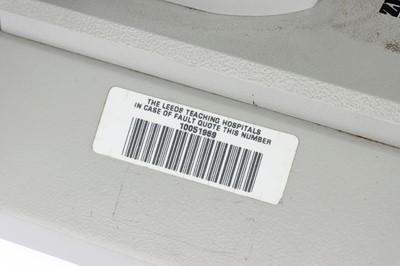 THE LEEDS TEACHING HOSPITALS
IN CASE OF FAULT QUOTE THIS NUMBER
10051969